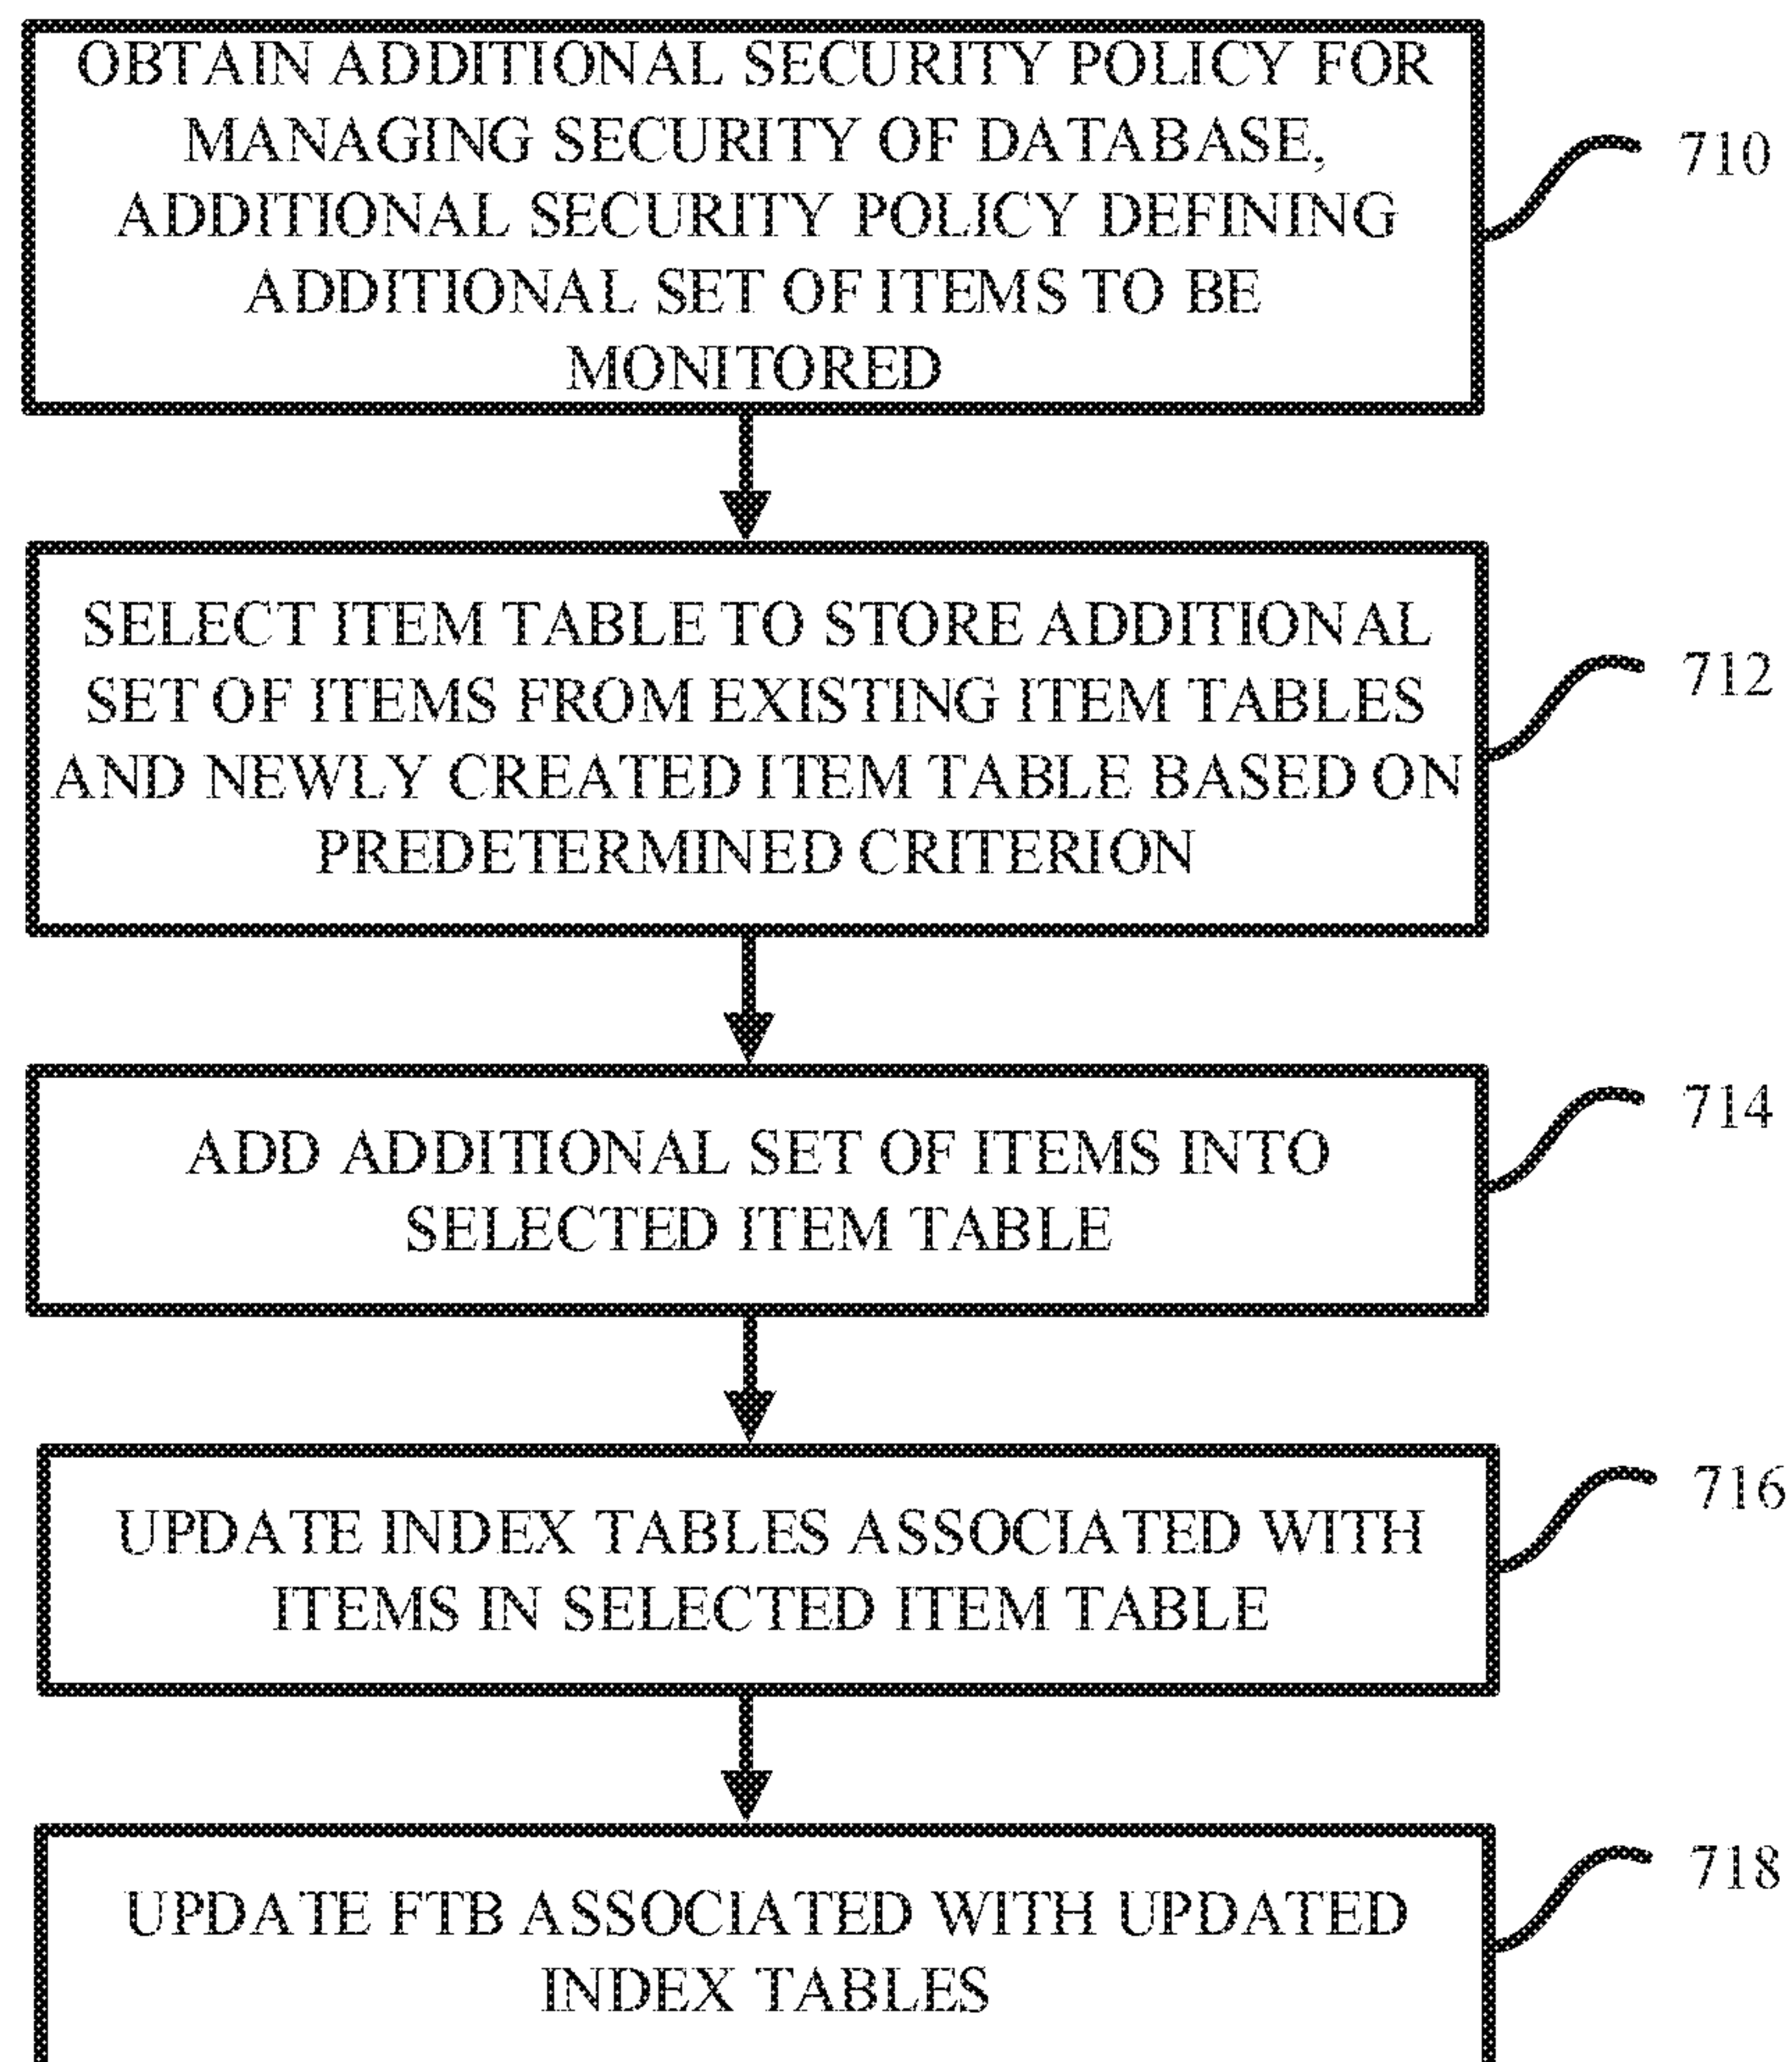 OBTAIN ADDITIONAL SECURITY POLICY FOR
MANAGING SECURITY OF DATABASE,
ADDITIONAL SECURITY POLICY DEFINING
ADDITIONAL SET OF ITEMS TO BE
MONITORED
710
SELECT ITEM TABLE TO STORE ADDITIONAL
SET OF ITEMS FROM EXISTING ITEM TABLES
AND NEWLY CREATED ITEM TABLE BASED ON
PREDETERMINED CRITERION
712
ADD ADDITIONAL SET OF ITEMS INTO
SELECTED ITEM TABLE
714
UPDATE INDEX TABLES ASSOCIATED WITH
ITEMS IN SELECTED ITEM TABLE
716
UPDATE FTB ASSOCIATED WITH UPDATED
INDEX TABLES
718